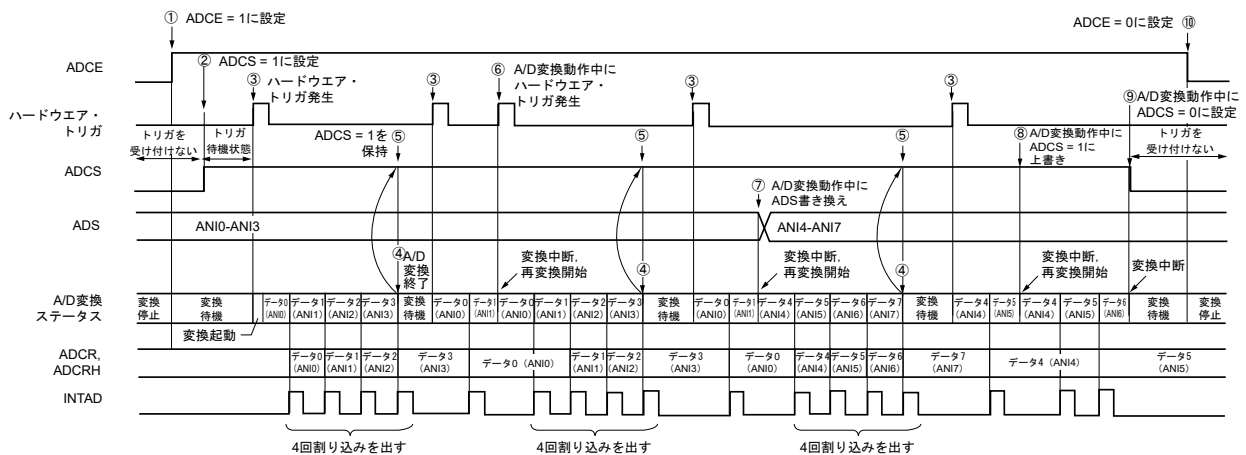 ① ADCE = 1に設定
ADCE = 0に設定 ⑩
ADCE
② ADCS = 1に設定
③ ハードウエア・
トリガ発生
③
⑥ A/D変換動作中に
ハードウエア・
トリガ発生
③
③
⑨A/D変換動作中に
ADCS = 0に設定
ハードウエア・
トリガ
トリガを
受け付けない
トリガ
待機状態
ADCS = 1を
保持
⑤
⑤
⑤
⑧ A/D変換動作中に
ADCS = 1に
上書き
トリガを
受け付けない
ADCS
⑦ A/D変換動作中に
ADS書き換え
ADS
ANI0-ANI3
ANI4-ANI7
④A/D
変換
終了
変換中断,
再変換開始
④
変換中断,
再変換開始
④
変換中断,
再変換開始
変換中断
A/D変換
ステータス
変換
停止
変換
待機
データ0
(ANI0)
データ1
(ANI1)
データ2
(ANI2)
データ3
(ANI3)
変換
待機
データ0
(ANI0)
データ1
(ANI1)
データ0
(ANI0)
データ1
(ANI1)
データ2
(ANI2)
データ3
(ANI3)
変換
待機
データ0
(ANI0)
データ1
(ANI1)
データ4
(ANI4)
データ5
(ANI5)
データ6
(ANI6)
データ7
(ANI7)
変換
待機
データ4
(ANI4)
データ5
(ANI5)
データ4
(ANI4)
データ5
(ANI5)
データ6
(ANI6)
変換
待機
変換
停止
変換起動
ADCR,
ADCRH
データ0
(ANI0)
データ1
(ANI1)
データ2
(ANI2)
データ3
(ANI3)
データ0 (ANI0)
データ1
(ANI1)
データ2
(ANI2)
データ3
(ANI3)
データ0
(ANI0)
データ4
(ANI4)
データ5
(ANI5)
データ6
(ANI6)
データ7
(ANI7)
データ4 (ANI4)
データ5
(ANI5)
INTAD
4回割り込みを出す
4回割り込みを出す
4回割り込みを出す